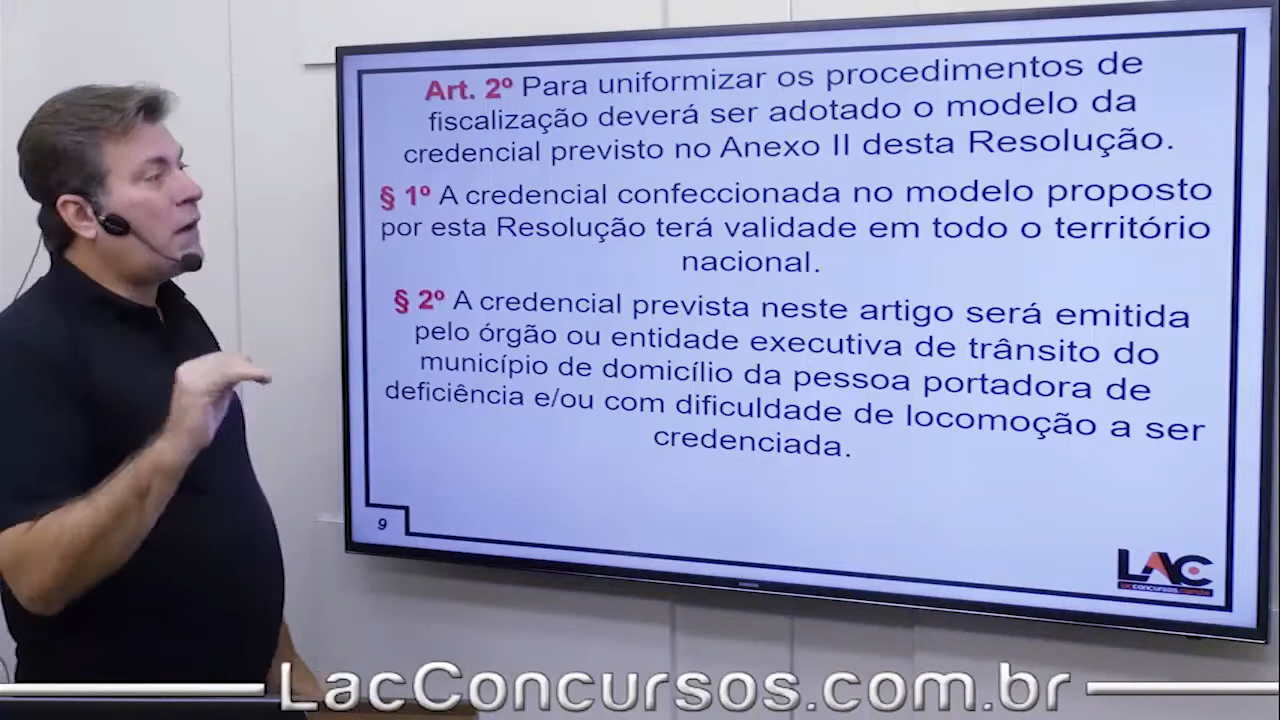 Art. 2º Para uniformizar os procedimentos de
fiscalização deverá ser adotado o modelo da
credencial previsto no Anexo II desta Resolução.
§ 1º A credencial confeccionada no modelo proposto
por esta Resolução terá validade em todo o território
nacional.
§ 2º A credencial prevista neste artigo será emitida
pelo órgão ou entidade executiva de trânsito do
município de domicílio da pessoa portadora de
deficiência e/ou com dificuldade de locomoção a ser
credenciada.
9
LAC
lacconcursos.com.br
LacConcursos.com.br